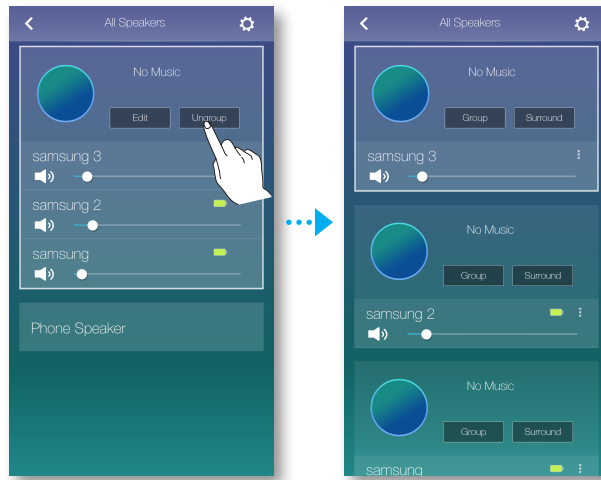 All Speakers
No Music
Edit Ungroup
samsung 3
samsung 2
samsung
Phone Speaker
All Speakers
No Music
Group Surround
samsung 3
No Music
Group Surround
samsung 2
No Music
Group Surround
samsung